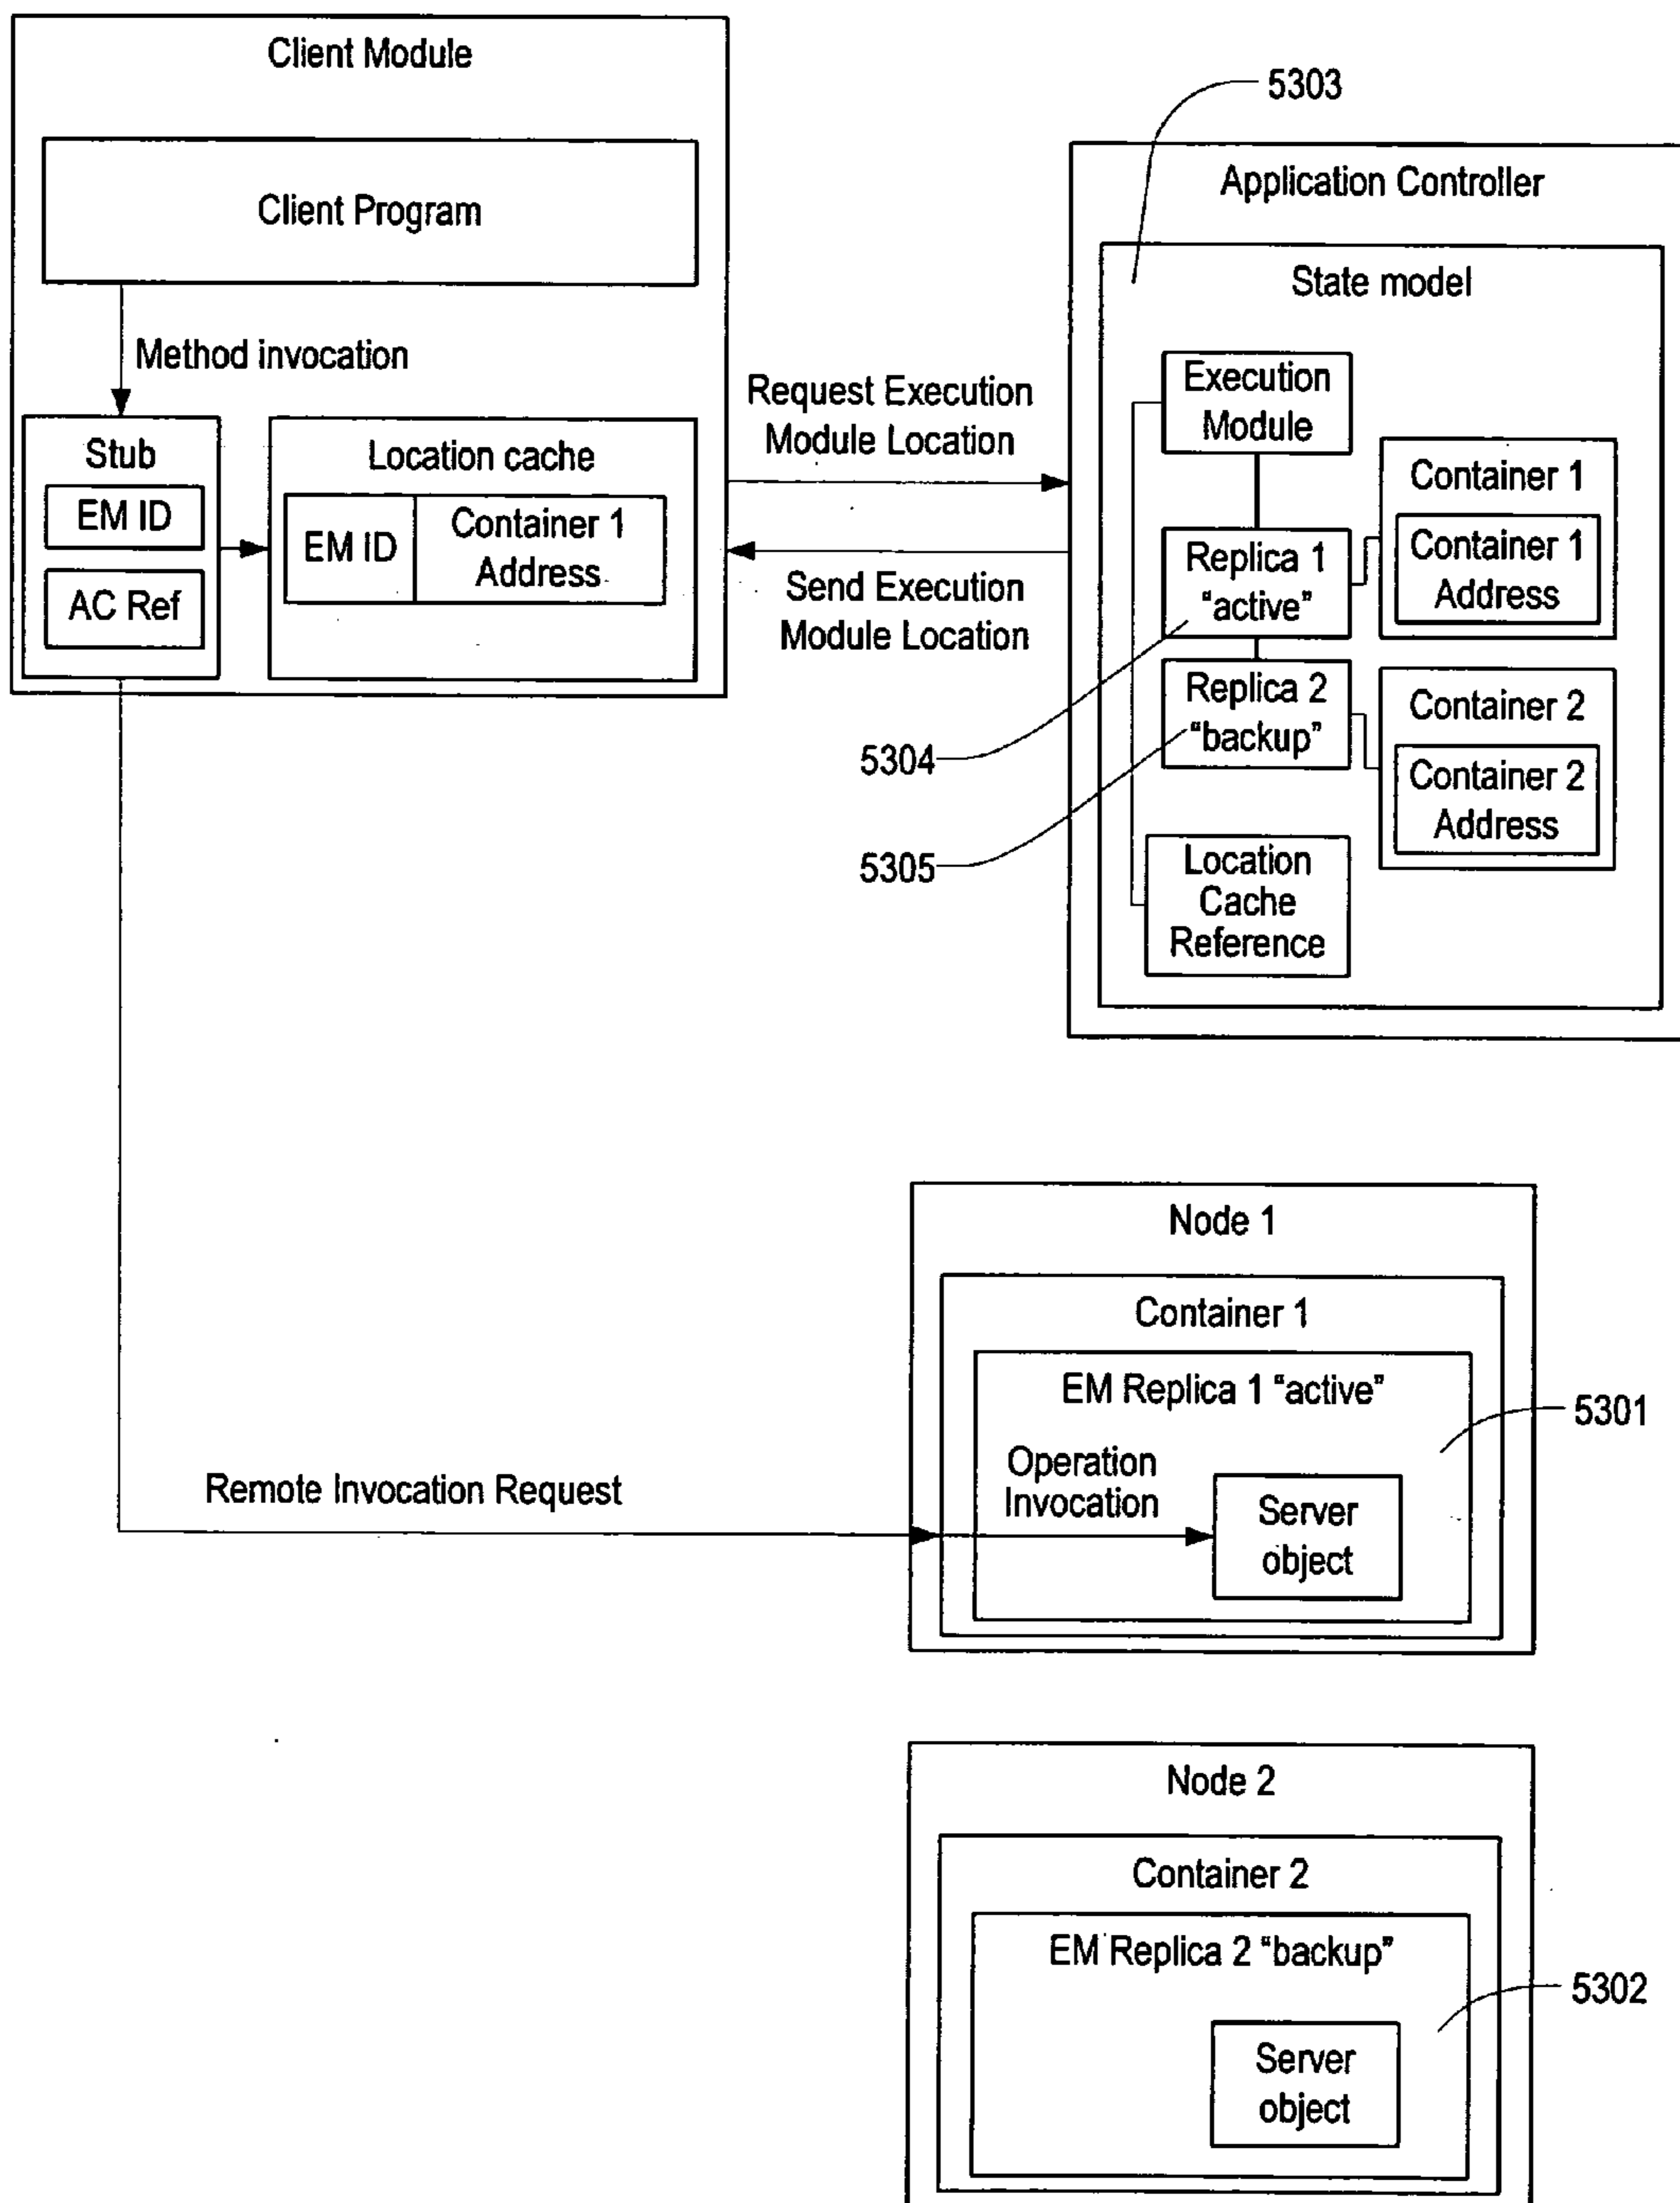 Client Module
Client Program
Method invocation
Stub
EM ID
AC Ref
Location cache
EM ID
Container 1
Address
Request Execution
Module Location
Send Execution
Module Location
5303
Application Controller
State model
Execution
Module
Replica 1
"active"
Container 1
Container 1
Address
Replica 2
"backup"
Container 2
Container 2
Address
5304
5305
Location
Cache
Reference
Node 1
Container 1
EM Replica 1 "active"
5301
Operation
Invocation
Server
object
Remote Invocation Request
Node 2
Container 2
EM Replica 2 "backup"
5302
Server
object